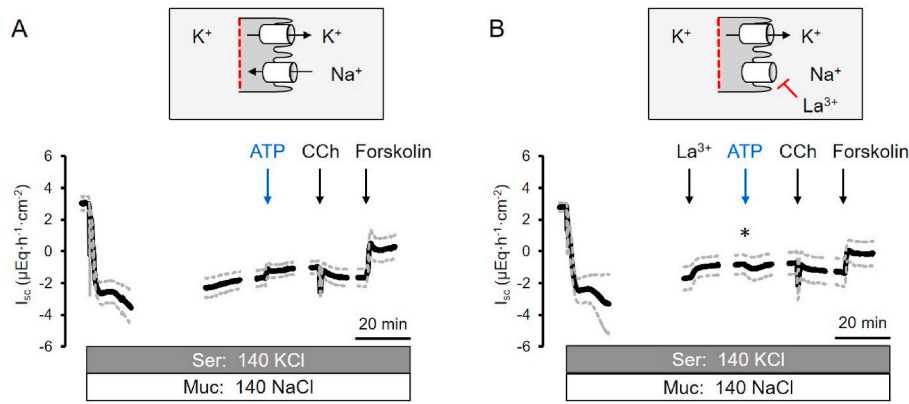 A
K⁺ K⁺
Na⁺
ATP CCh Forskolin
6
4
2
0
-2
-4
-6
Isc (µEq·h⁻¹·cm⁻²)
20 min
Ser: 140 KCl
Muc: 140 NaCl
B
K⁺ K⁺
Na⁺
La³⁺
La³⁺ ATP CCh Forskolin
*
6
4
2
0
-2
-4
-6
Isc (µEq·h⁻¹·cm⁻²)
20 min
Ser: 140 KCl
Muc: 140 NaCl